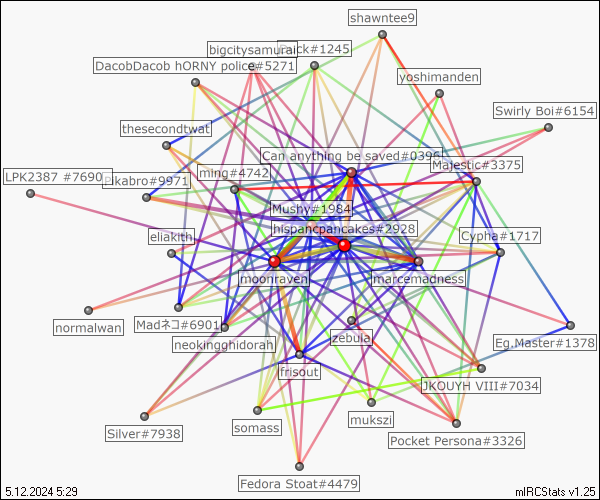 shawntee9
bigcitysamurai
ck#1245
DacobDacob hORNY police#5271
yoshimanden
Swirly Boi#6154
thesecondtwat
Can anything be saved#0396
Majestic#3375
LPK2387 #7690
Pikabro#9971
ming#4742
Mushy#1984
hispancpancakes#2928
Cypha#1717
eliakith
moonraven
marcemadness
normalwan
Madネコ#6901
neokingghidorah
zebula
Eg.Master#1378
frisout
JKOUYH VIII#7034
Silver#7938
somass
mukszi
Pocket Persona#3326
Fedora Stoat#4479
5.12.2024 5:29
mIRCStats v1.25